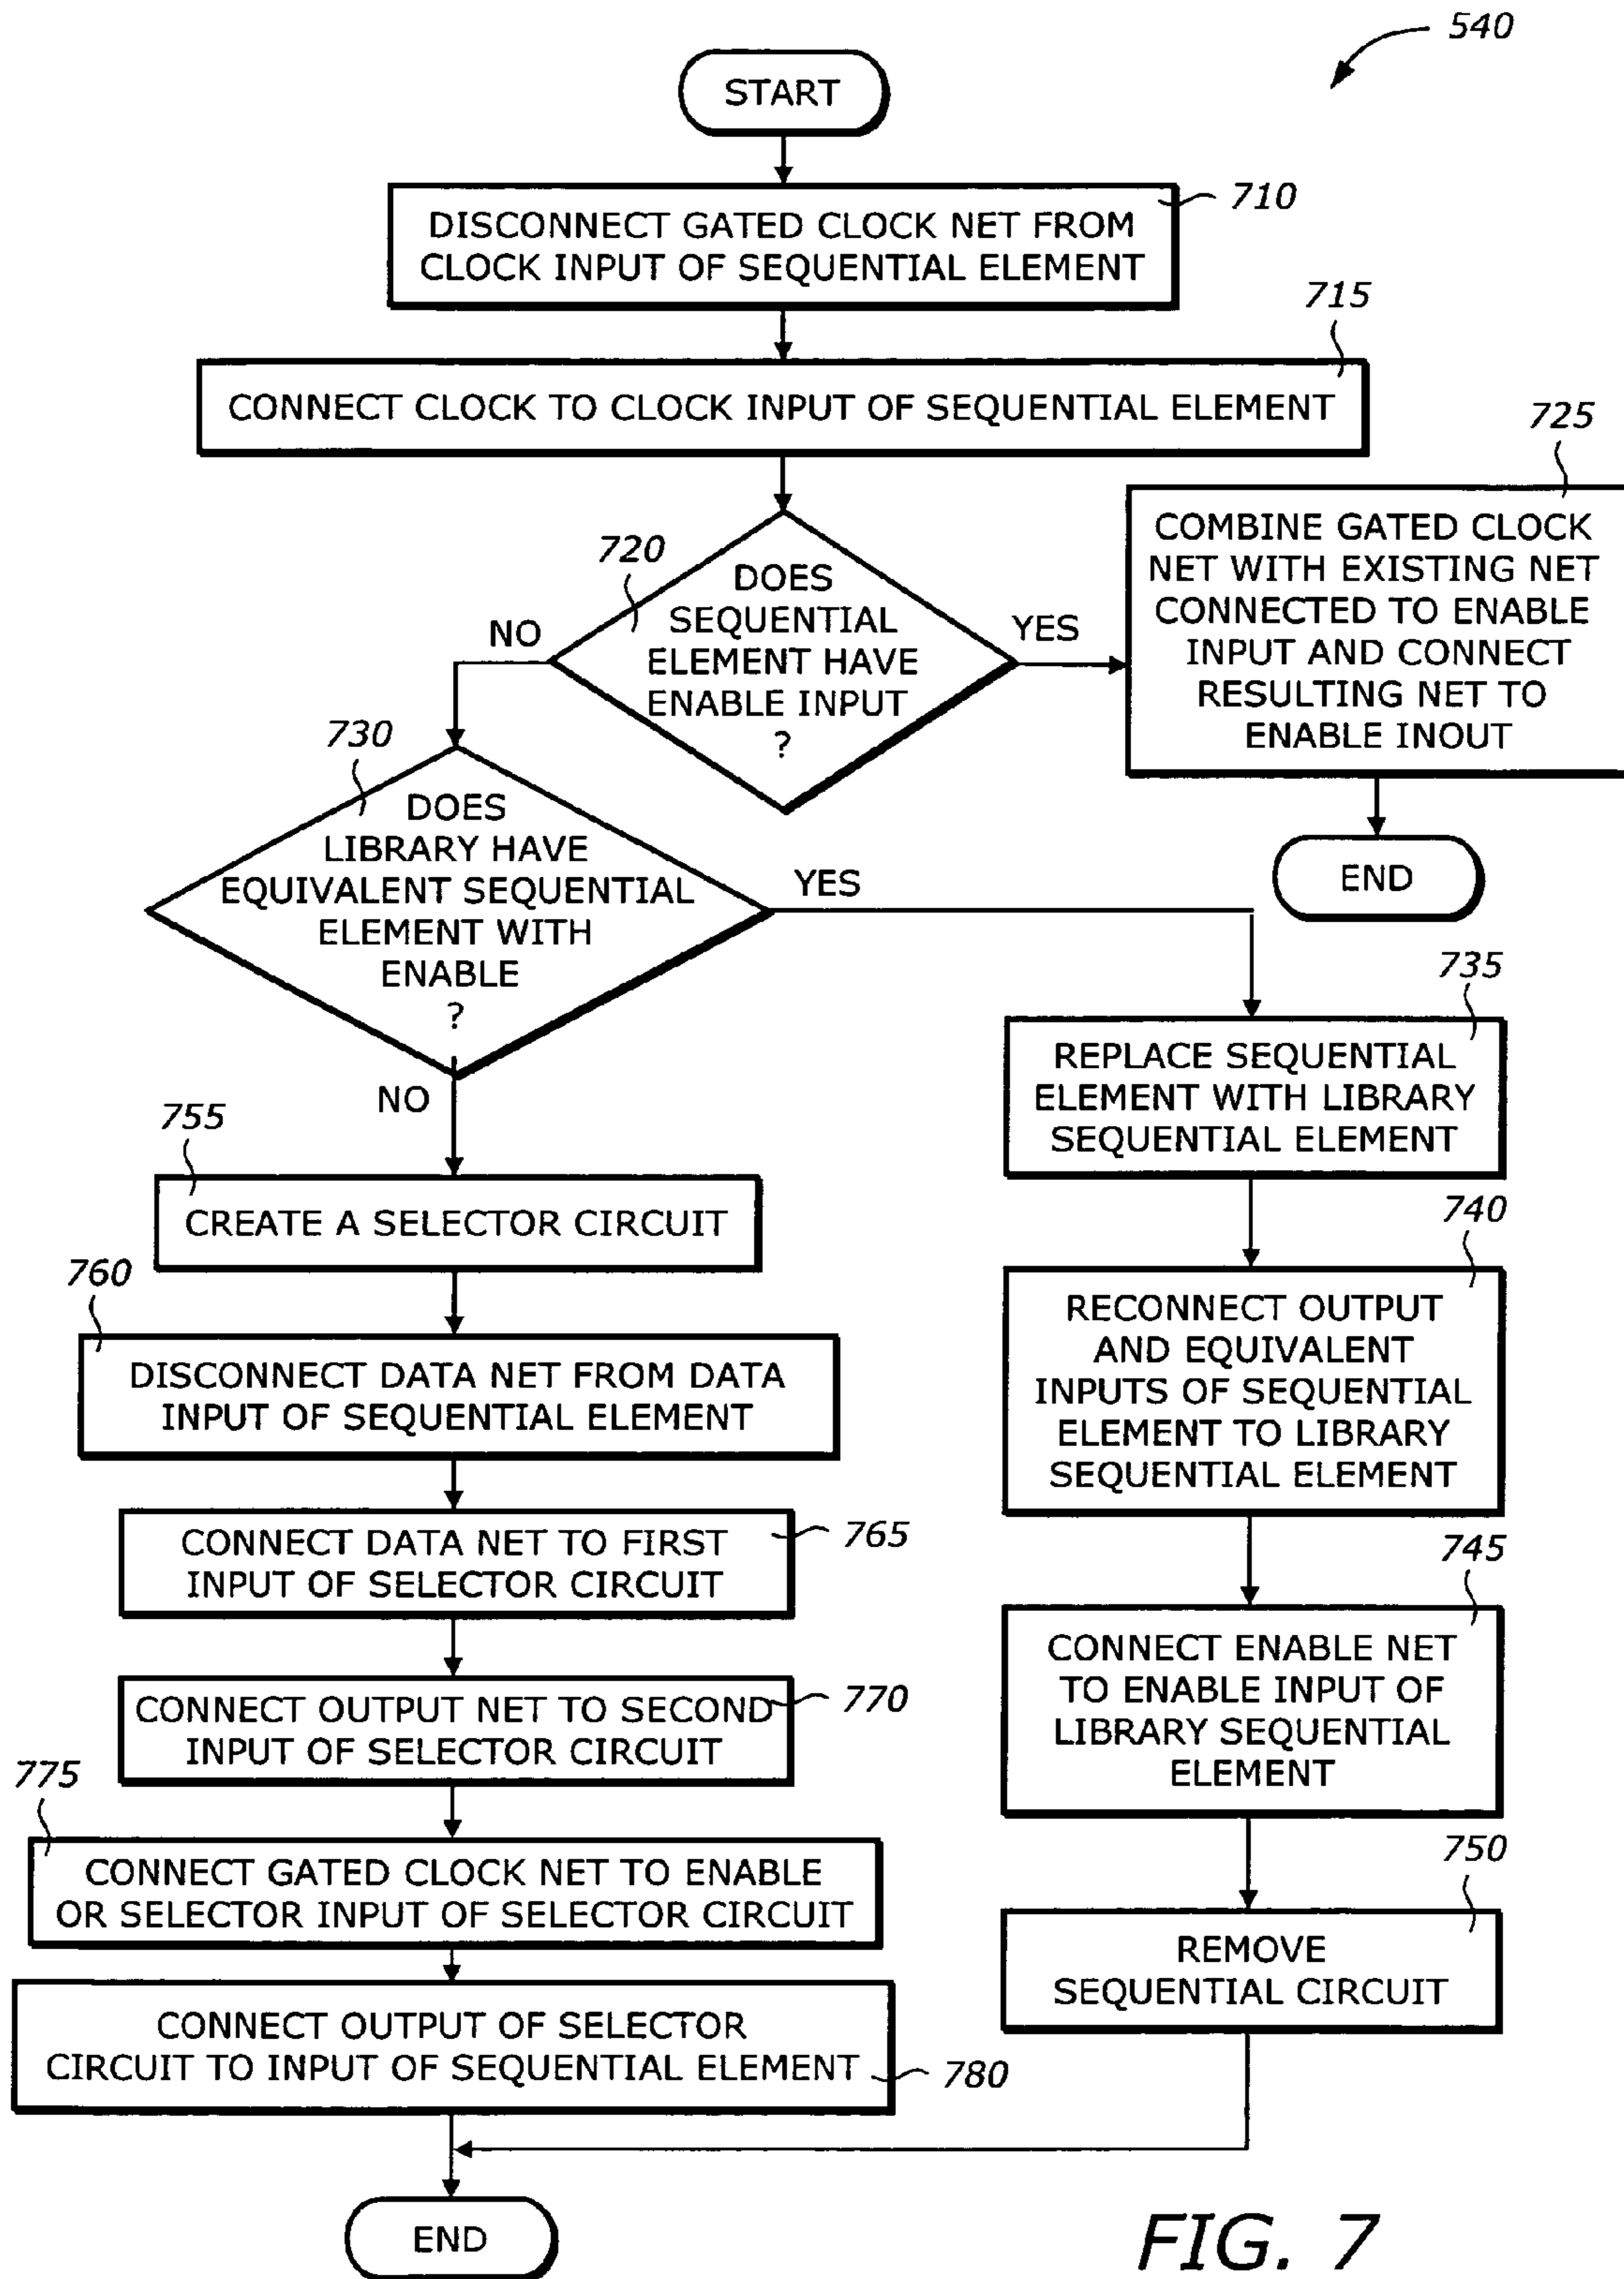 540
START
710
DISCONNECT GATED CLOCK NET FROM
CLOCK INPUT OF SEQUENTIAL ELEMENT
715
CONNECT CLOCK TO CLOCK INPUT OF SEQUENTIAL ELEMENT
725
COMBINE GATED CLOCK
NET WITH EXISTING NET
CONNECTED TO ENABLE
INPUT AND CONNECT
RESULTING NET TO
ENABLE INOUT
720
DOES
SEQUENTIAL
ELEMENT HAVE
ENABLE INPUT
?
NO
YES
END
730
DOES
LIBRARY HAVE
EQUIVALENT SEQUENTIAL
ELEMENT WITH
ENABLE
?
YES
NO
735
REPLACE SEQUENTIAL
ELEMENT WITH LIBRARY
SEQUENTIAL ELEMENT
740
RECONNECT OUTPUT
AND EQUIVALENT
INPUTS OF SEQUENTIAL
ELEMENT TO LIBRARY
SEQUENTIAL ELEMENT
745
CONNECT ENABLE NET
TO ENABLE INPUT OF
LIBRARY SEQUENTIAL
ELEMENT
750
REMOVE
SEQUENTIAL CIRCUIT
755
CREATE A SELECTOR CIRCUIT
760
DISCONNECT DATA NET FROM DATA
INPUT OF SEQUENTIAL ELEMENT
765
CONNECT DATA NET TO FIRST
INPUT OF SELECTOR CIRCUIT
770
CONNECT OUTPUT NET TO SECOND
INPUT OF SELECTOR CIRCUIT
775
CONNECT GATED CLOCK NET TO ENABLE
OR SELECTOR INPUT OF SELECTOR CIRCUIT
CONNECT OUTPUT OF SELECTOR
CIRCUIT TO INPUT OF SEQUENTIAL ELEMENT
780
END
FIG. 7